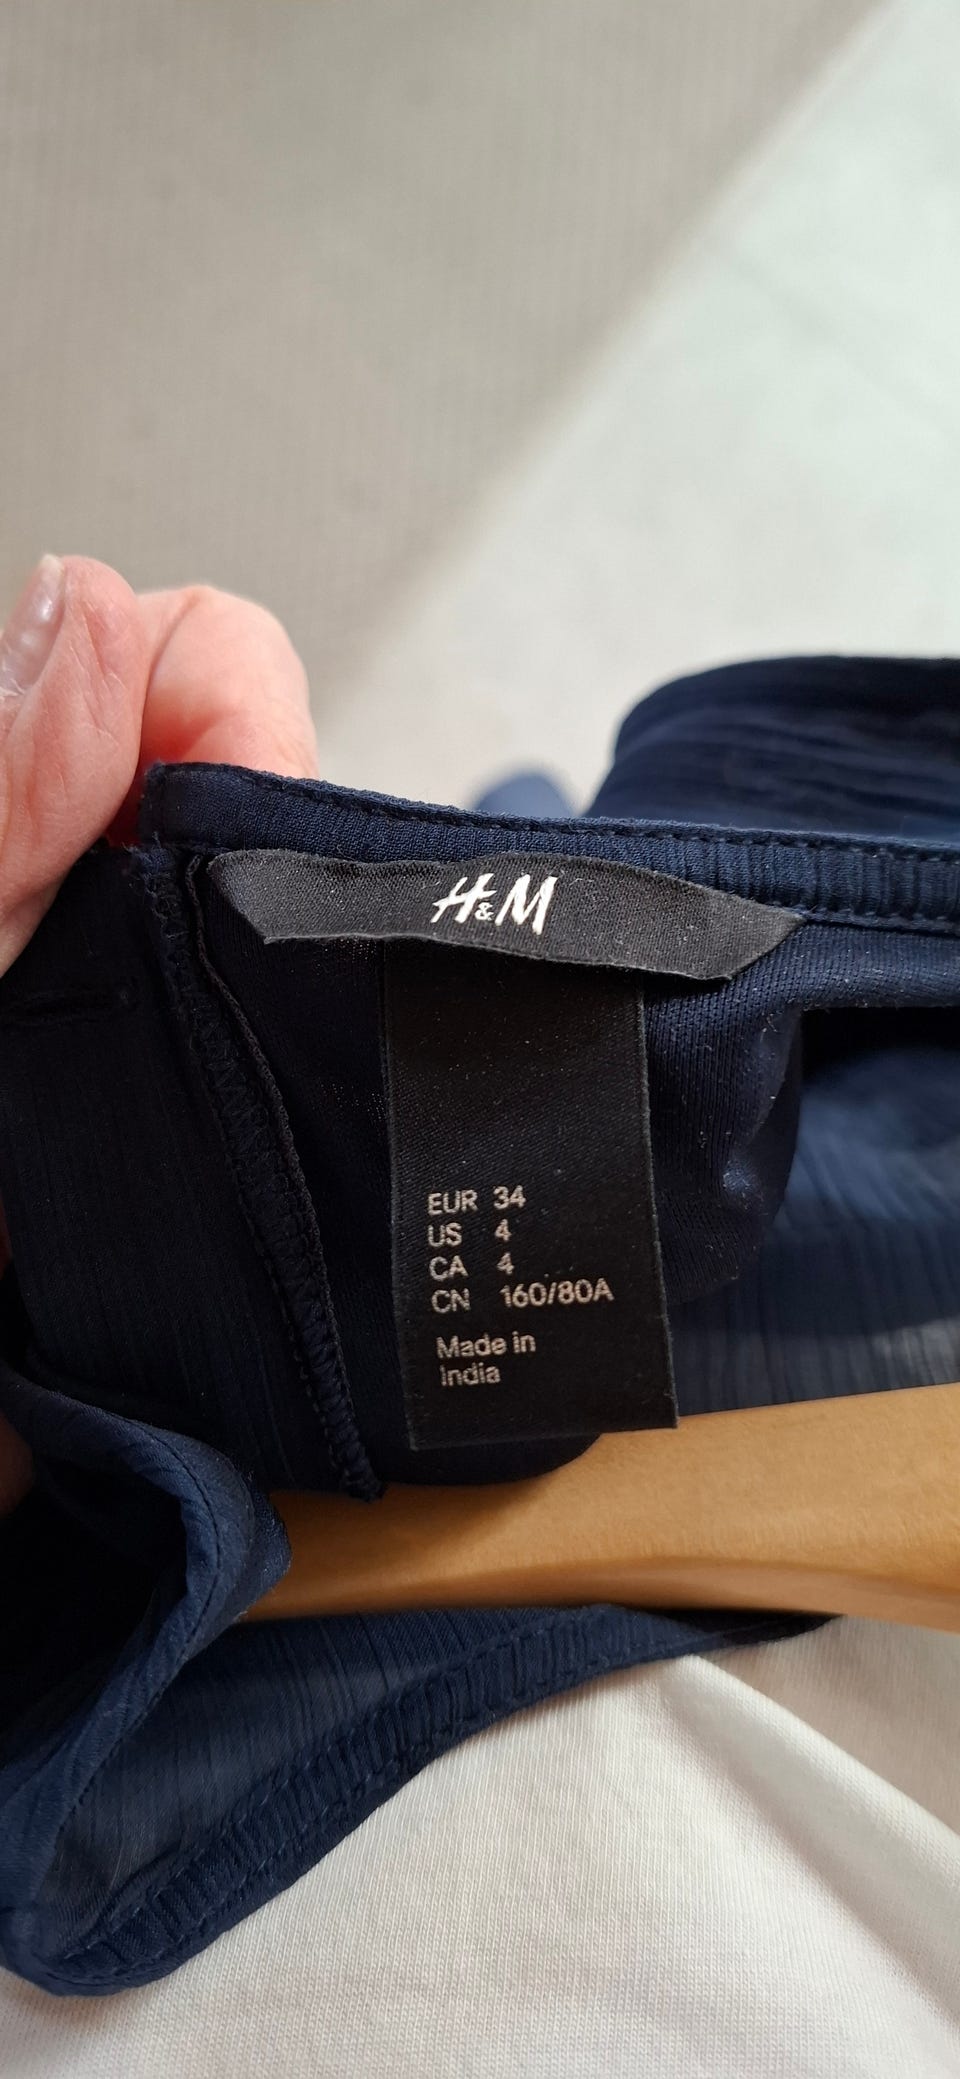 H&M
EUR 34
US 4
CA 4
CN 160/80A
Made in
India